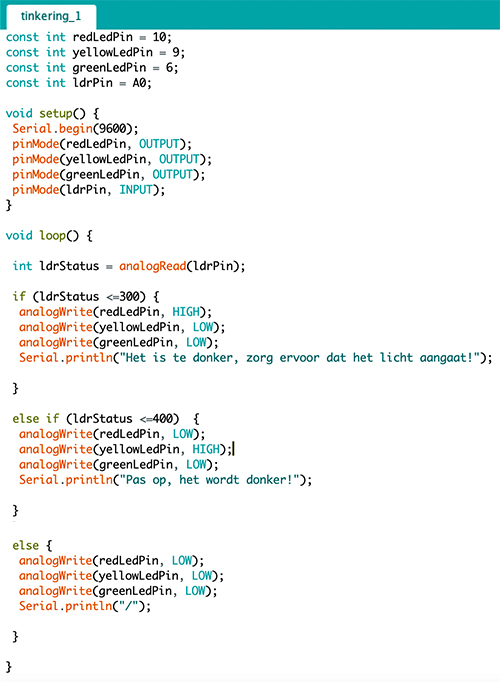 tinkering_1
const int redLedPin = 10;
const int yellowLedPin = 9;
const int greenLedPin = 6;
const int ldrPin = A0;
void setup() {
Serial.begin(9600);
pinMode(redLedPin, OUTPUT);
pinMode(yellowLedPin, OUTPUT);
pinMode(greenLedPin, OUTPUT);
pinMode(ldrPin, INPUT);
}
void loop() {
int ldrStatus = analogRead(ldrPin);
if (ldrStatus <=300) {
analogWrite(redLedPin, HIGH);
analogWrite(yellowLedPin, LOW);
analogWrite(greenLedPin, LOW);
Serial.println("Het is te donker, zorg ervoor dat het licht aangaat!");
}
else if (ldrStatus <=400) {
analogWrite(redLedPin, LOW);
analogWrite(yellowLedPin, HIGH);
analogWrite(greenLedPin, LOW);
Serial.println("Pas op, het wordt donker!");
}
else {
analogWrite(redLedPin, LOW);
analogWrite(yellowLedPin, LOW);
analogWrite(greenLedPin, LOW);
Serial.println("/");
}
}